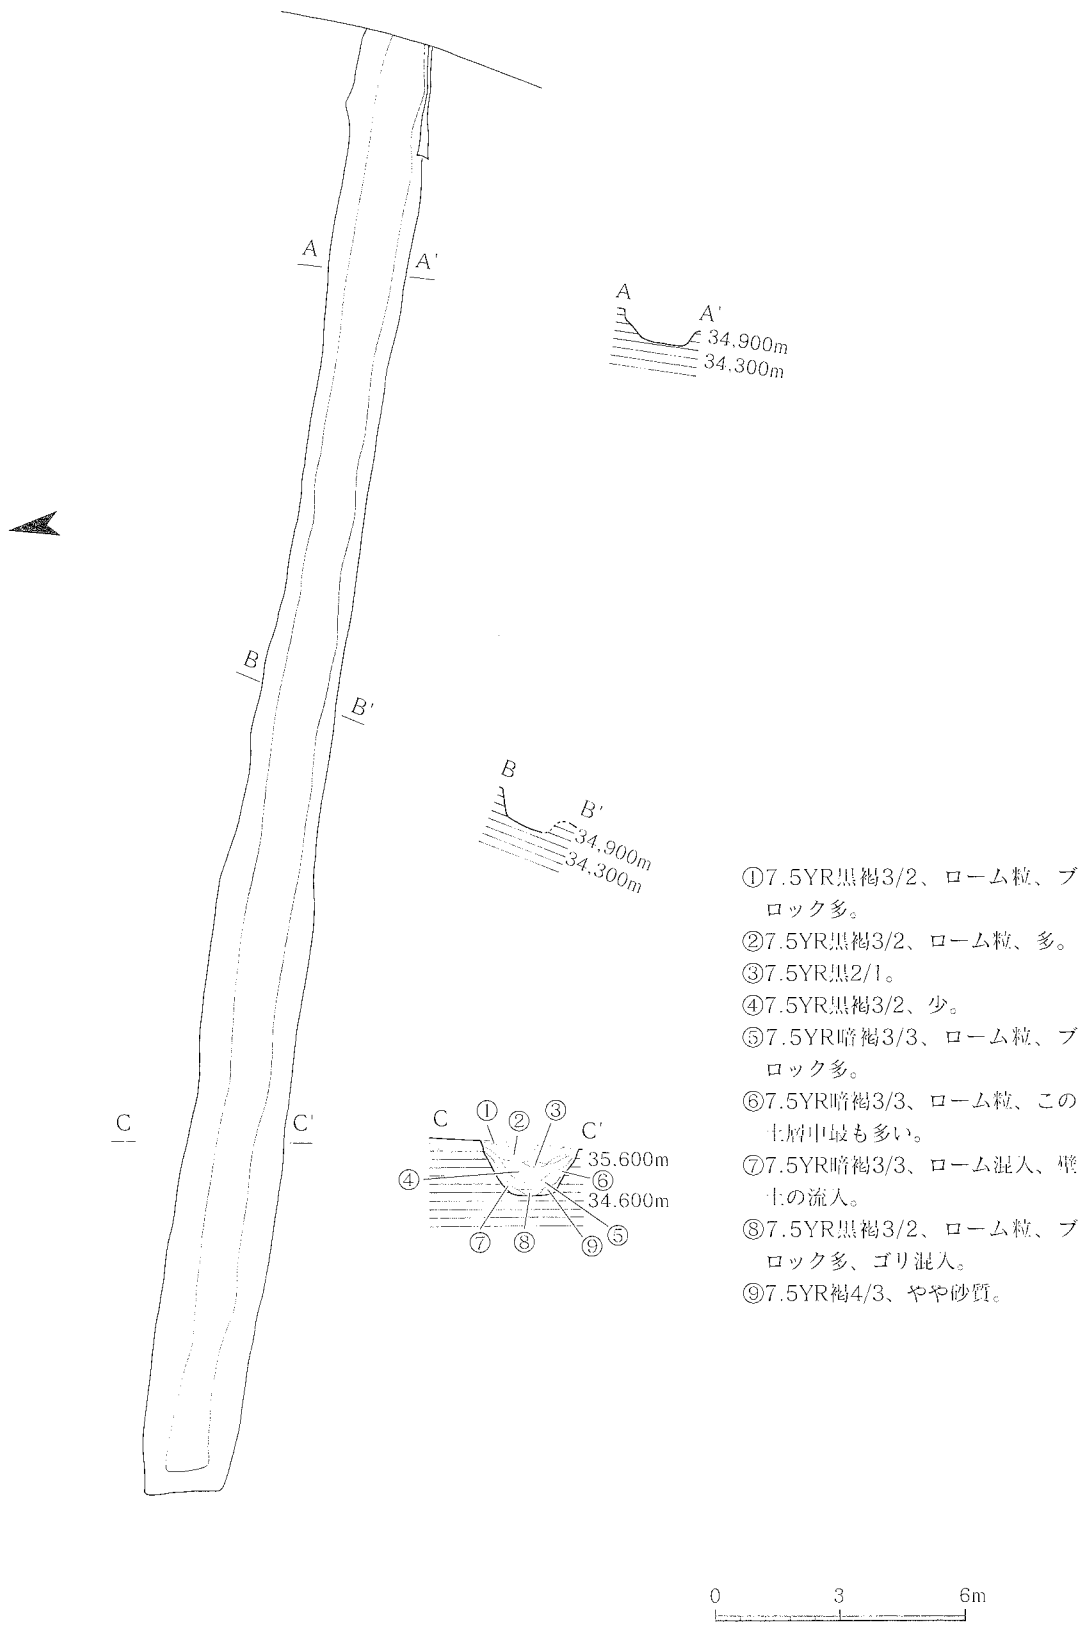 A
A'
A
A'
34.900m
34.300m
B
B'
B
B'
34.900m
34.300m
①7.5YR黒褐3/2、ローム粒、ブ
ロック多。
②7.5YR黒褐3/2、ローム粒、多。
③7.5YR黒2/1。
④7.5YR黒褐3/2、少。
⑤7.5YR暗褐3/3、ローム粒、ブ
ロック多。
⑥7.5YR暗褐3/3、ローム粒、この
土層中最も多い。
⑦7.5YR暗褐3/3、ローム混入、壁
土の流入。
⑧7.5YR黒褐3/2、ローム粒、ブ
ロック多、ゴリ混入。
⑨7.5YR褐4/3、やや砂質。
C
C'
C
①
②
③
C'
35.600m
④
⑥
34.600m
⑦
⑧
⑨
⑤
0 3 6m